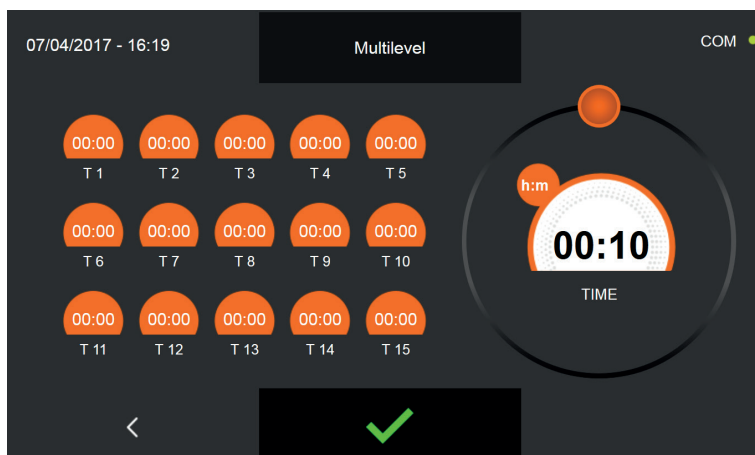 07/04/2017 - 16:19
Multilevel
COM
00:00 00:00 00:00 00:00 00:00
T 1 T 2 T 3 T 4 T 5
00:00 00:00 00:00 00:00 00:00
T 6 T 7 T 8 T 9 T 10
00:00 00:00 00:00 00:00 00:00
T 11 T 12 T 13 T 14 T 15
h:m
00:10
TIME